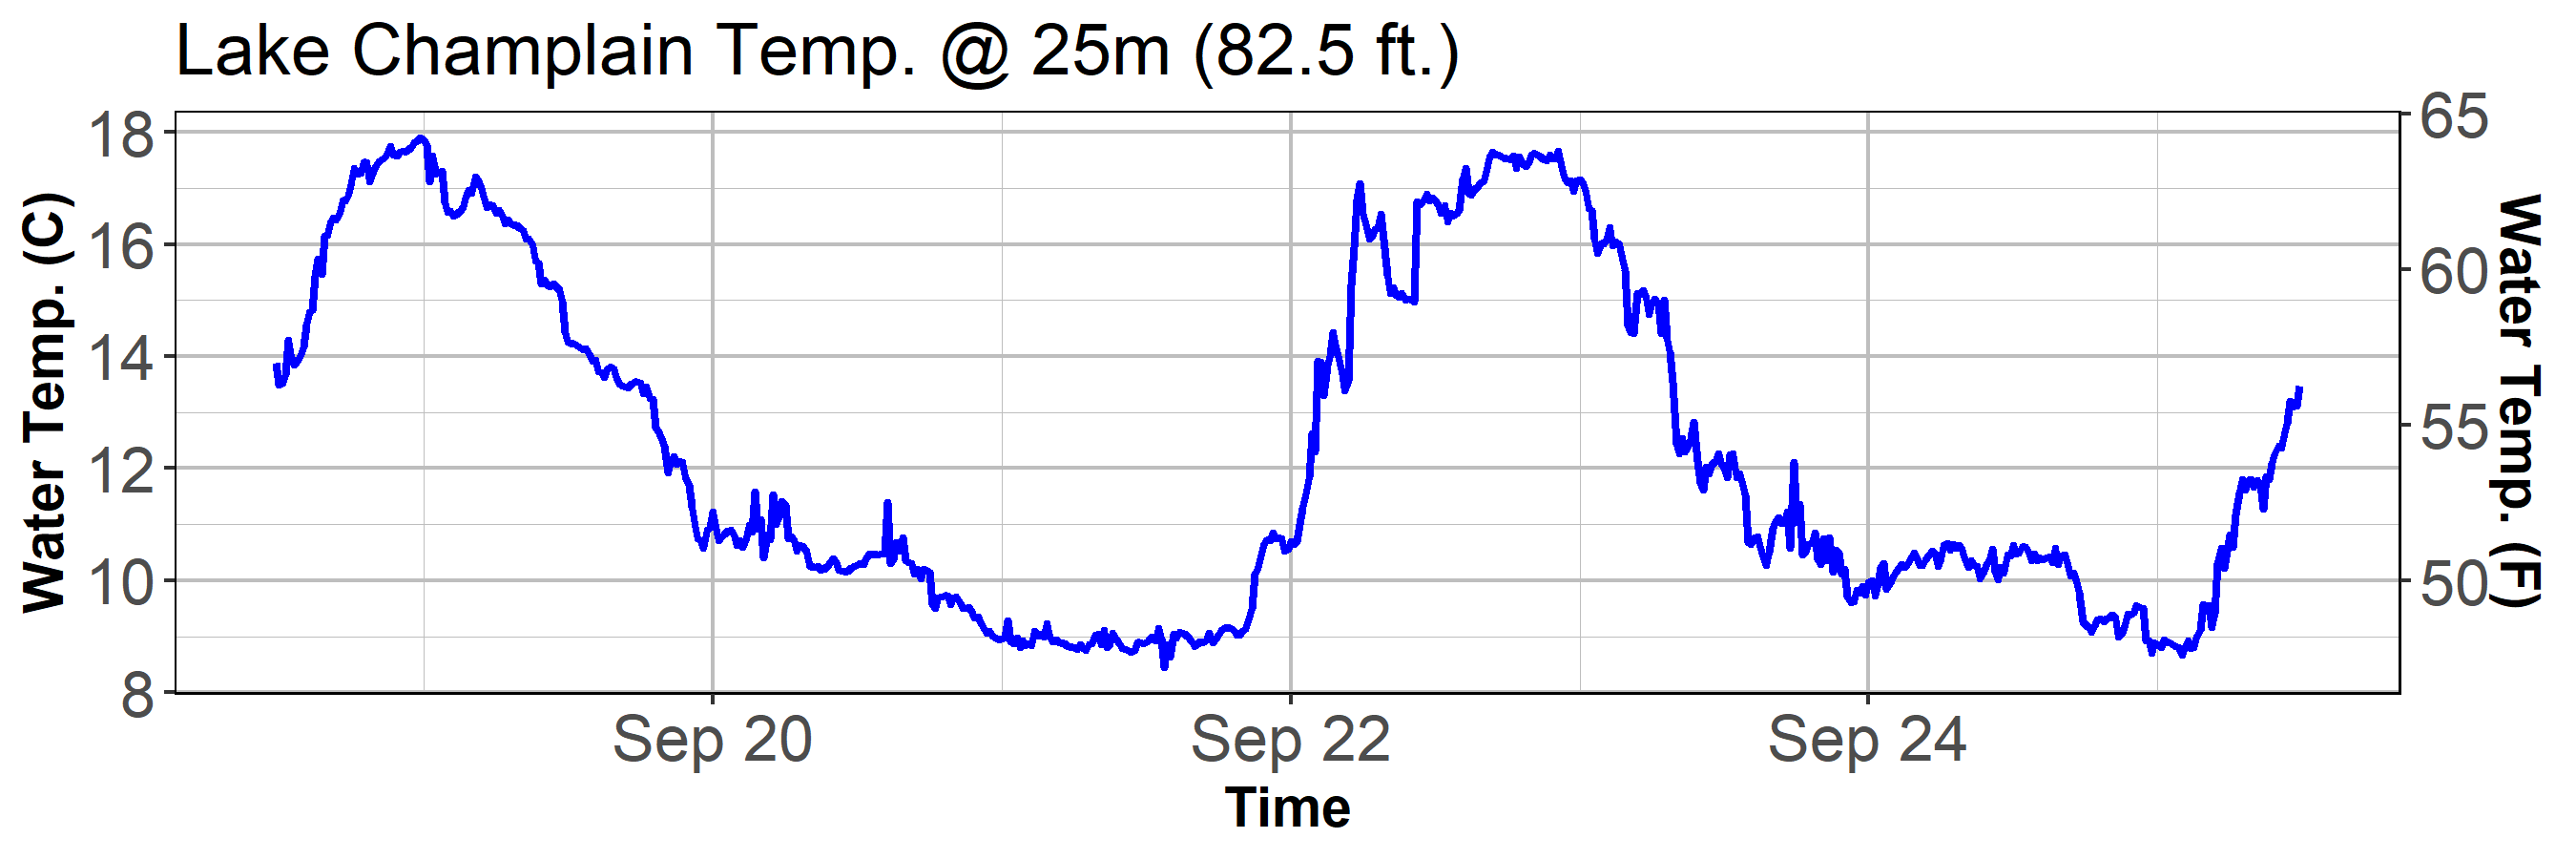 Lake Champlain Temp. @ 25m (82.5 ft.)
Water Temp. (C)
18
16
14
12
10
8
65
60
55
50
Water Temp. (F)
Sep 20 Sep 22 Sep 24
Time